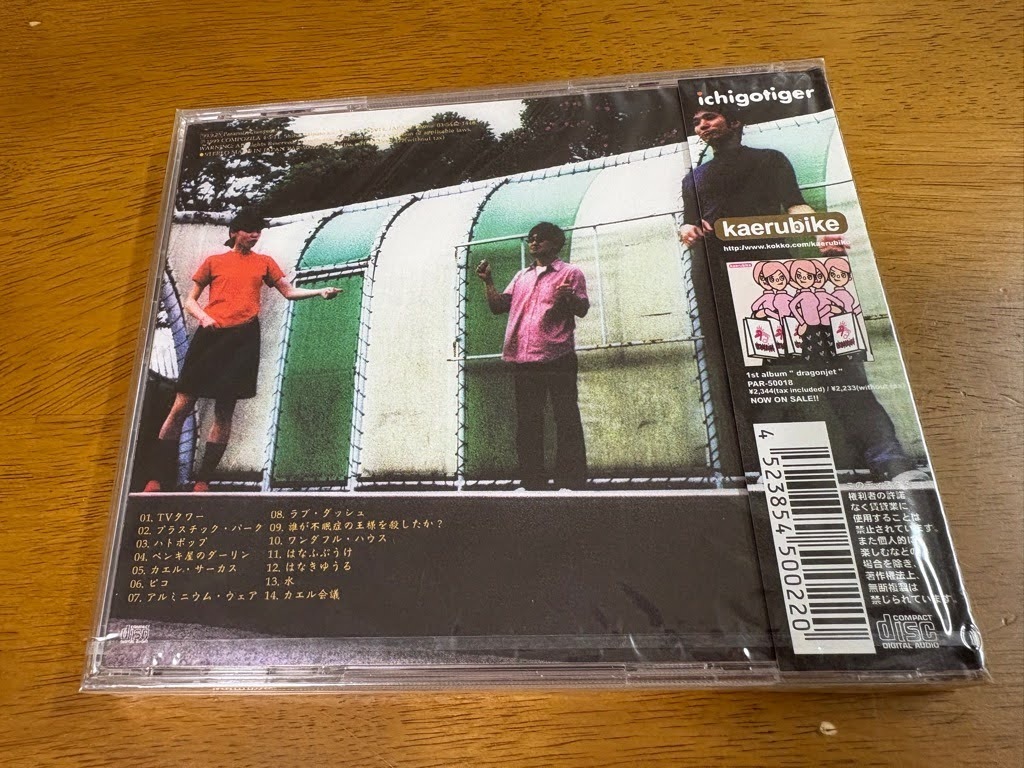 ichigotiger
WARNING: All Rights Reserved
applicable laws.
kaerubike
http://www.kokko.com/kaerubik
1st album " dragonjet "
PAR-50018
¥2,344(tax included) / ¥2,233(without tax)
NOW ON SALE!!
01. TVタワー
02. プラスチック・パーク
03. ハトポップ
04. ペンキ屋のダーリン
05. カエル・サーカス
06. ピコ
07. アルミニウム・ウェア
08. ラブ・ダッシュ
09. 誰が不眠症の王様を殺したか?
10. ワンダフル・ハウス
11. はなふぶうけ
12. はなきゆうる
13. 水
14. カエル会議
4 523854 500220
権利者の許諾
なく賃貸業に
使用することは
禁止されています。
また個人的に
楽しむなどの
場合を除き、
著作権法上、
無断複製は
禁じられています。
COMPACT
disc
DIGITAL AUDIO
disc